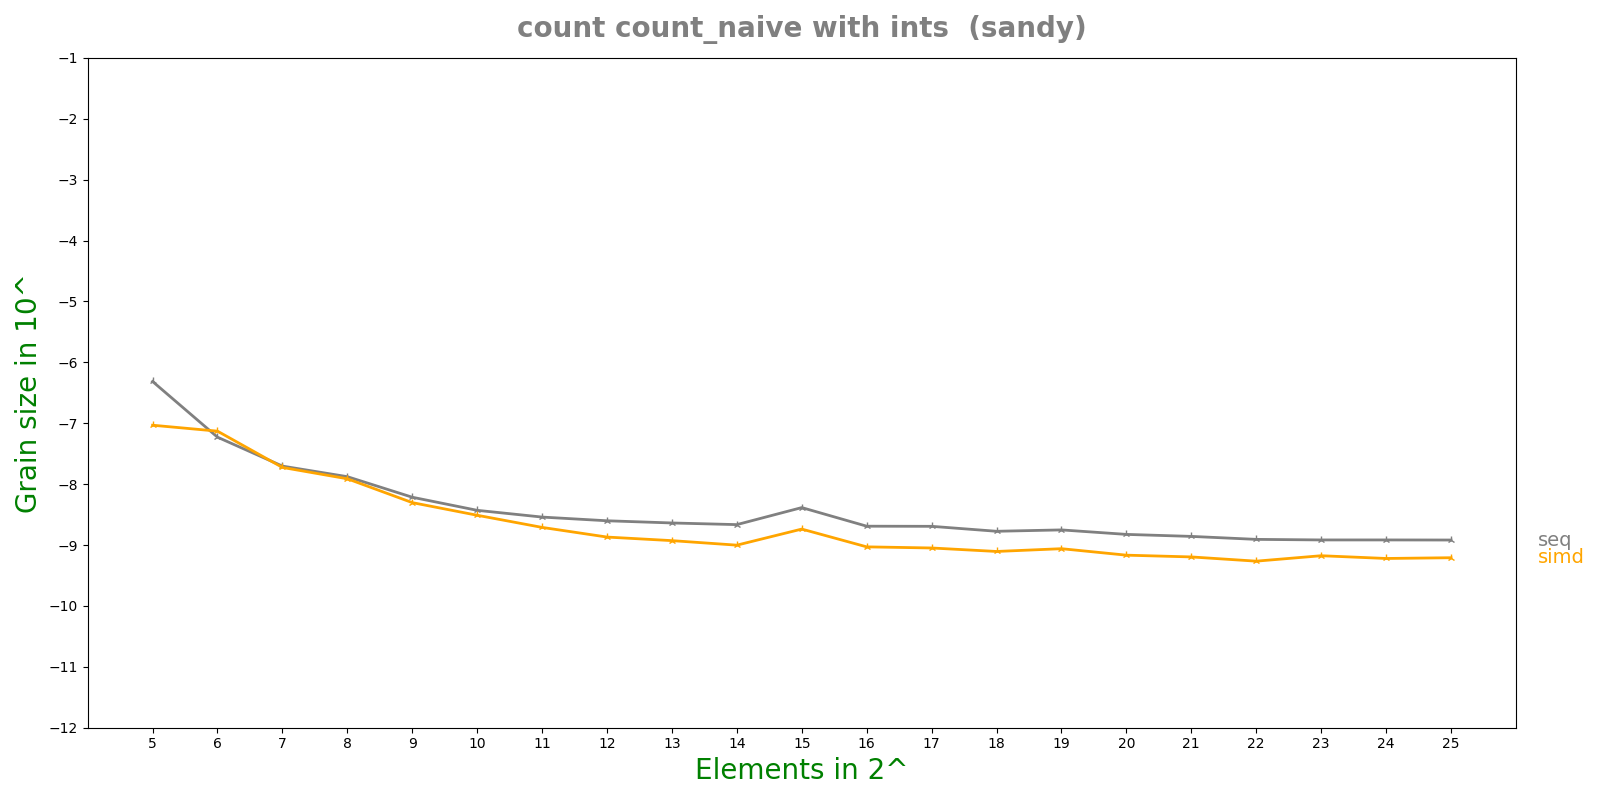 count count_naive with ints (sandy)
Grain size in 10^
−1
−2
−3
−4
−5
−6
−7
−8
−9
−10
−11
−12
seq
simd
5 6 7 8 9 10 11 12 13 14 15 16 17 18 19 20 21 22 23 24 25
Elements in 2^